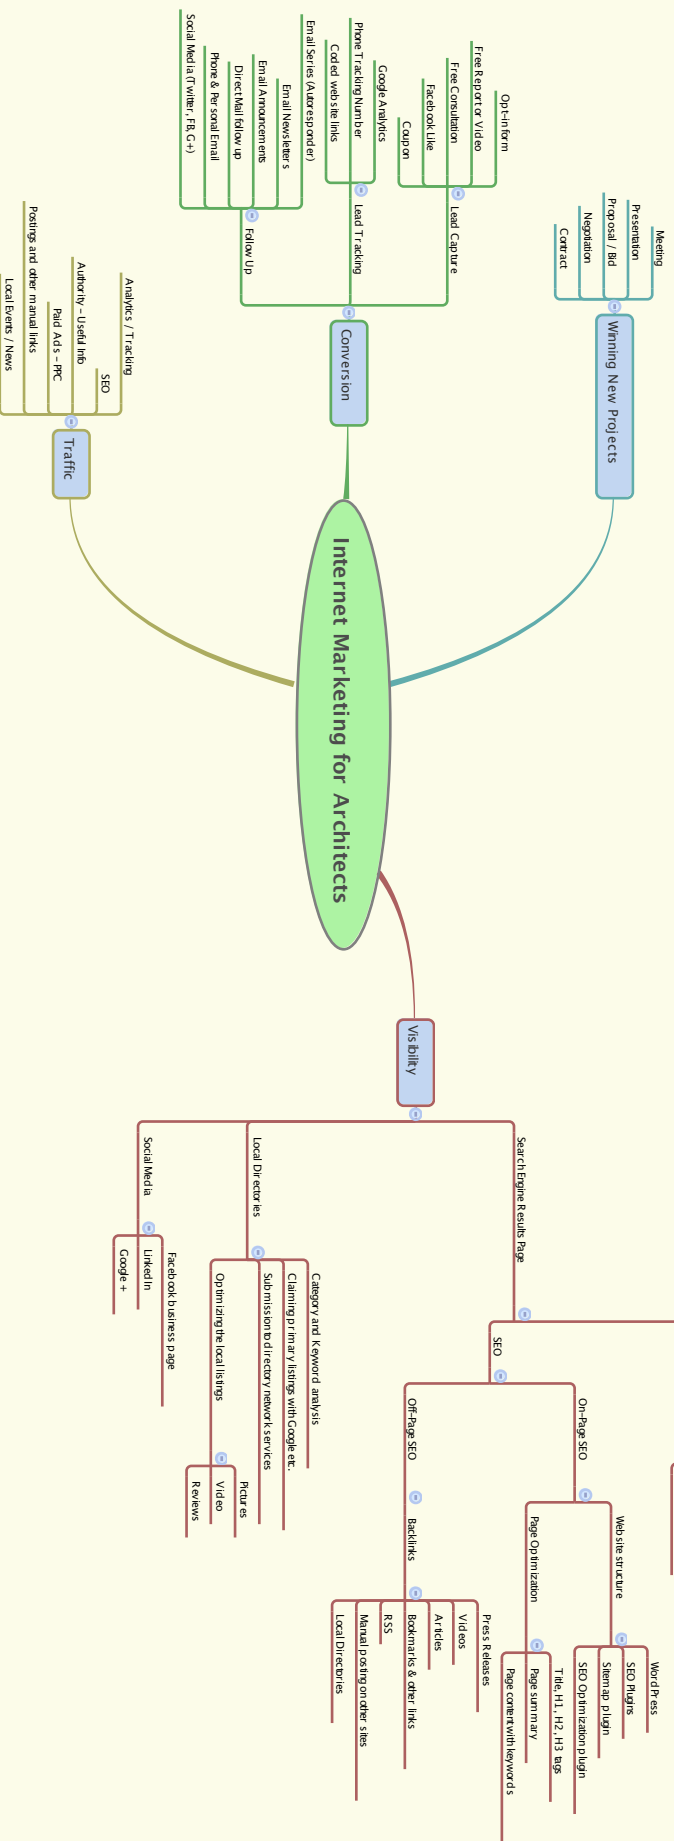 Internet Marketing for Architects
Winning New Projects
Meeting
Presentation
Proposal / Bid
Negotiation
Contract
Conversion
Lead Capture
Opt-in form
Free Report or Video
Free Consultation
Facebook Like
Coupon
Lead Tracking
Google Analytics
Phone Tracking Number
Coded website links
Follow Up
Email Series (Autoresponder)
Email Newsletters
Email Announcements
Direct Mail follow up
Phone & Personal Email
Social Media (Twitter, FB, G+)
Traffic
Analytics / Tracking
SEO
Authority - Useful Info
Paid Ads - PPC
Postings and other manual links
Local Events / News
Visibility
Search Engine Results Page
SEO
On-Page SEO
Website structure
WordPress
SEO Plugins
Sitemap plugin
SEO Optimization plugin
Page Optimization
Title, H1, H2, H3 tags
Page summary
Page content with keywords
Off-Page SEO
Backlinks
Press Releases
Videos
Articles
Bookmarks & other links
RSS
Manual posting on other sites
Local Directories
Local Directories
Category and Keyword analysis
Claiming primary listings with Google etc.
Submission to directory network services
Optimizing the local listings
Pictures
Video
Reviews
Social Media
Facebook business page
LinkedIn
Google +